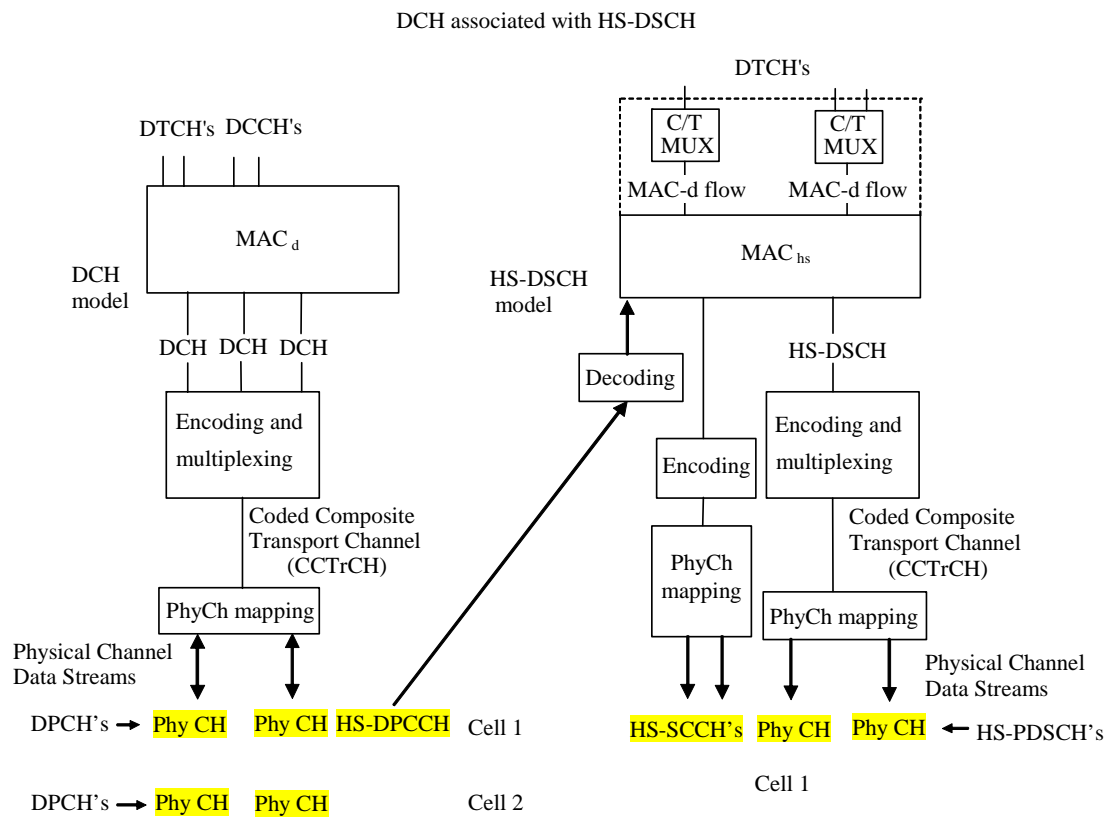 DCH associated with HS-DSCH
DTCH's
DTCH's DCCH's
C/T
MUX
C/T
MUX
MAC-d flow
MAC-d flow
MAC d
MAC hs
DCH
model
HS-DSCH
model
DCH DCH DCH
HS-DSCH
Decoding
Encoding and
multiplexing
Encoding
Encoding and
multiplexing
Coded Composite
Transport Channel
(CCTrCH)
Coded Composite
Transport Channel
(CCTrCH)
PhyCh
mapping
PhyCh mapping
PhyCh mapping
Physical Channel
Data Streams
Physical Channel
Data Streams
DPCH’s Phy CH Phy CH HS-DPCCH Cell 1
HS-SCCH’s Phy CH Phy CH HS-PDSCH’s
Cell 1
DPCH’s Phy CH Phy CH Cell 2